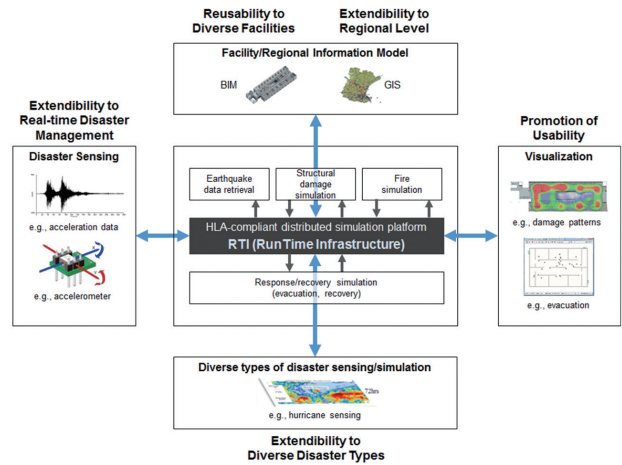 Reusability to
Diverse Facilities
Extendibility to
Regional Level
Facility/Regional Information Model
BIM
GIS
Extendibility to
Real-time Disaster
Management
Disaster Sensing
e.g., acceleration data
e.g., accelerometer
Earthquake
data retrieval
Structural
damage
simulation
Fire
simulation
HLA-compliant distributed simulation platform
RTI (Run Time Infrastructure)
Response/recovery simulation
(evacuation, recovery)
Promotion of
Usability
Visualization
e.g., damage patterns
e.g., evacuation
Diverse types of disaster sensing/simulation
72hrs
e.g., hurricane sensing
Extendibility to
Diverse Disaster Types